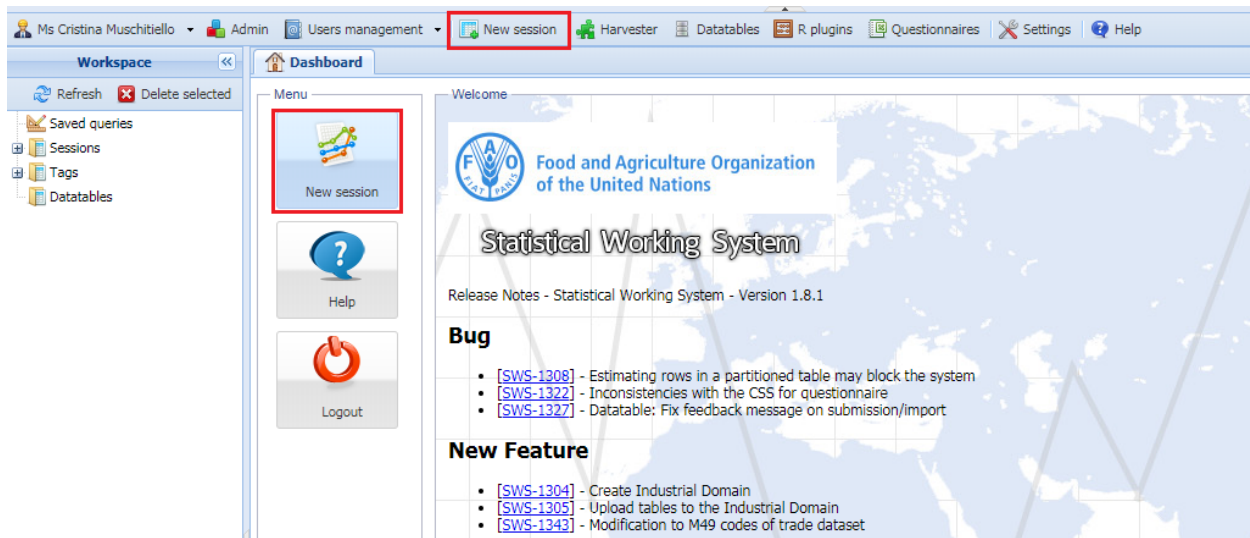 Ms Cristina Muschitiello Admin Users management New session Harvester Datatables R plugins Questionnaires Settings Help
Workspace
Refresh Delete selected
Saved queries
Sessions
Tags
Datatables
Dashboard
Menu
New session
Help
Logout
Welcome
F A O
FIAT PANIS
Food and Agriculture Organization
of the United Nations
Statistical Working System
Release Notes - Statistical Working System - Version 1.8.1
Bug
[SWS-1308] - Estimating rows in a partitioned table may block the system
[SWS-1322] - Inconsistencies with the CSS for questionnaire
[SWS-1327] - Datatable: Fix feedback message on submission/import
New Feature
[SWS-1304] - Create Industrial Domain
[SWS-1305] - Upload tables to the Industrial Domain
[SWS-1343] - Modification to M49 codes of trade dataset